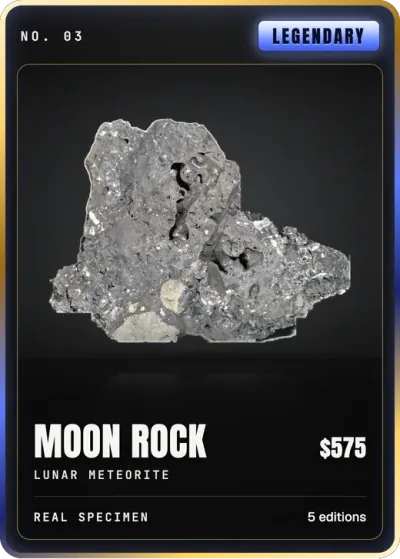 NO. 03
LEGENDARY
MOON ROCK
$575
LUNAR METEORITE
REAL SPECIMEN
5 editions